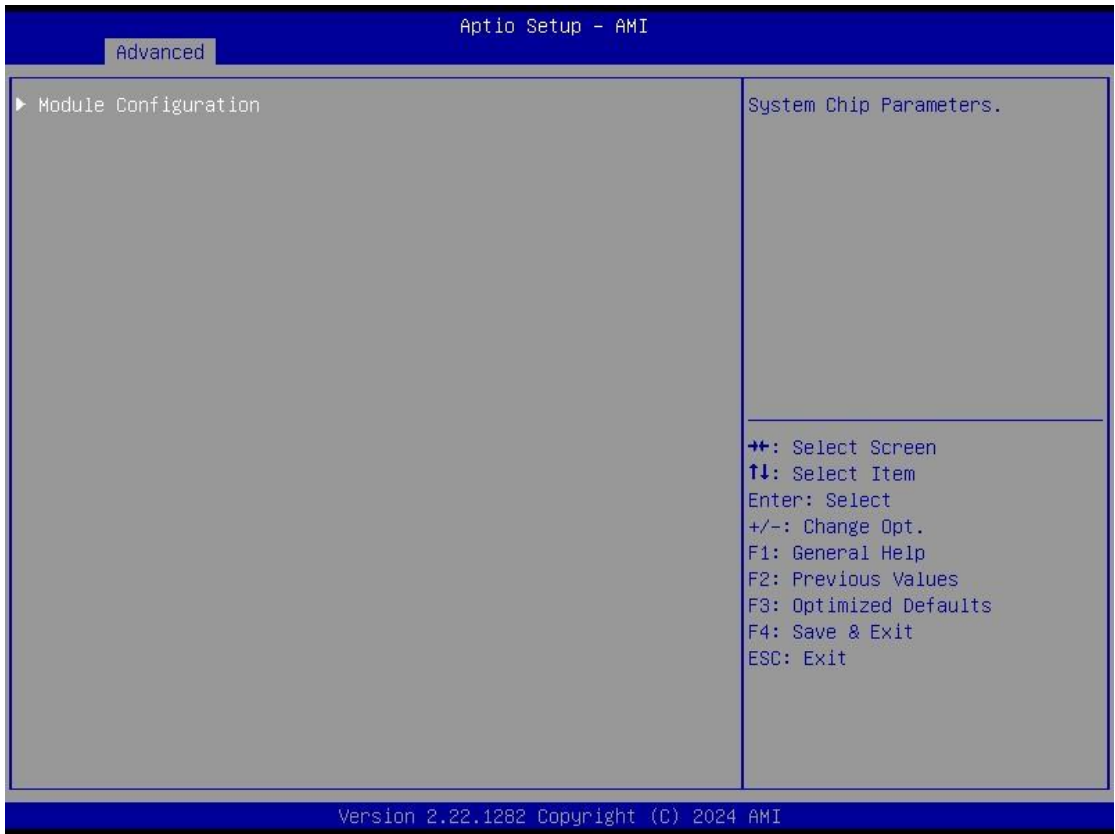 Aptio Setup - AMI
Advanced
▶ Module Configuration
System Chip Parameters.
→←: Select Screen
↑↓: Select Item
Enter: Select
+/-: Change Opt.
F1: General Help
F2: Previous Values
F3: Optimized Defaults
F4: Save & Exit
ESC: Exit
Version 2.22.1282 Copyright (C) 2024 AMI